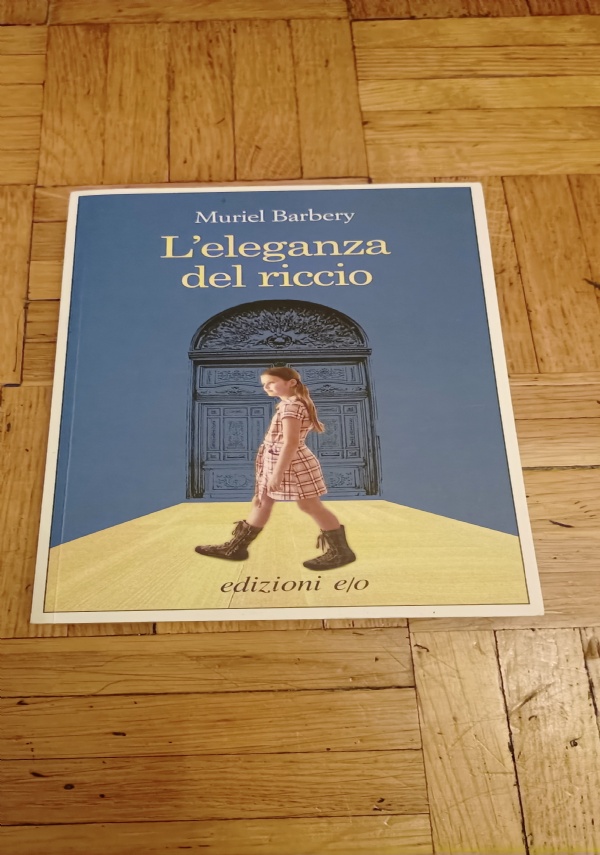 Muriel Barbery
L'eleganza
del riccio
edizioni e/o